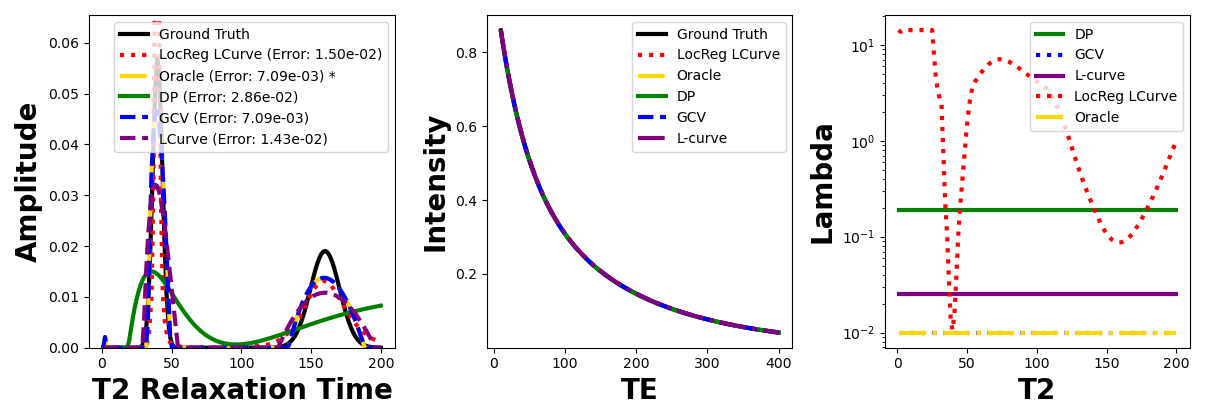 Amplitude
0.06
0.05
0.04
0.03
0.02
0.01
0.00
Ground Truth
LocReg LCurve (Error: 1.50e-02)
Oracle (Error: 7.09e-03) *
DP (Error: 2.86e-02)
GCV (Error: 7.09e-03)
LCurve (Error: 1.43e-02)
0 50 100 150 200
T2 Relaxation Time
Intensity
0.8
0.6
0.4
0.2
Ground Truth
LocReg LCurve
Oracle
DP
GCV
L-curve
0 100 200 300 400
TE
Lambda
10¹
10⁰
10⁻¹
10⁻²
DP
GCV
L-curve
LocReg LCurve
Oracle
0 50 100 150 200
T2